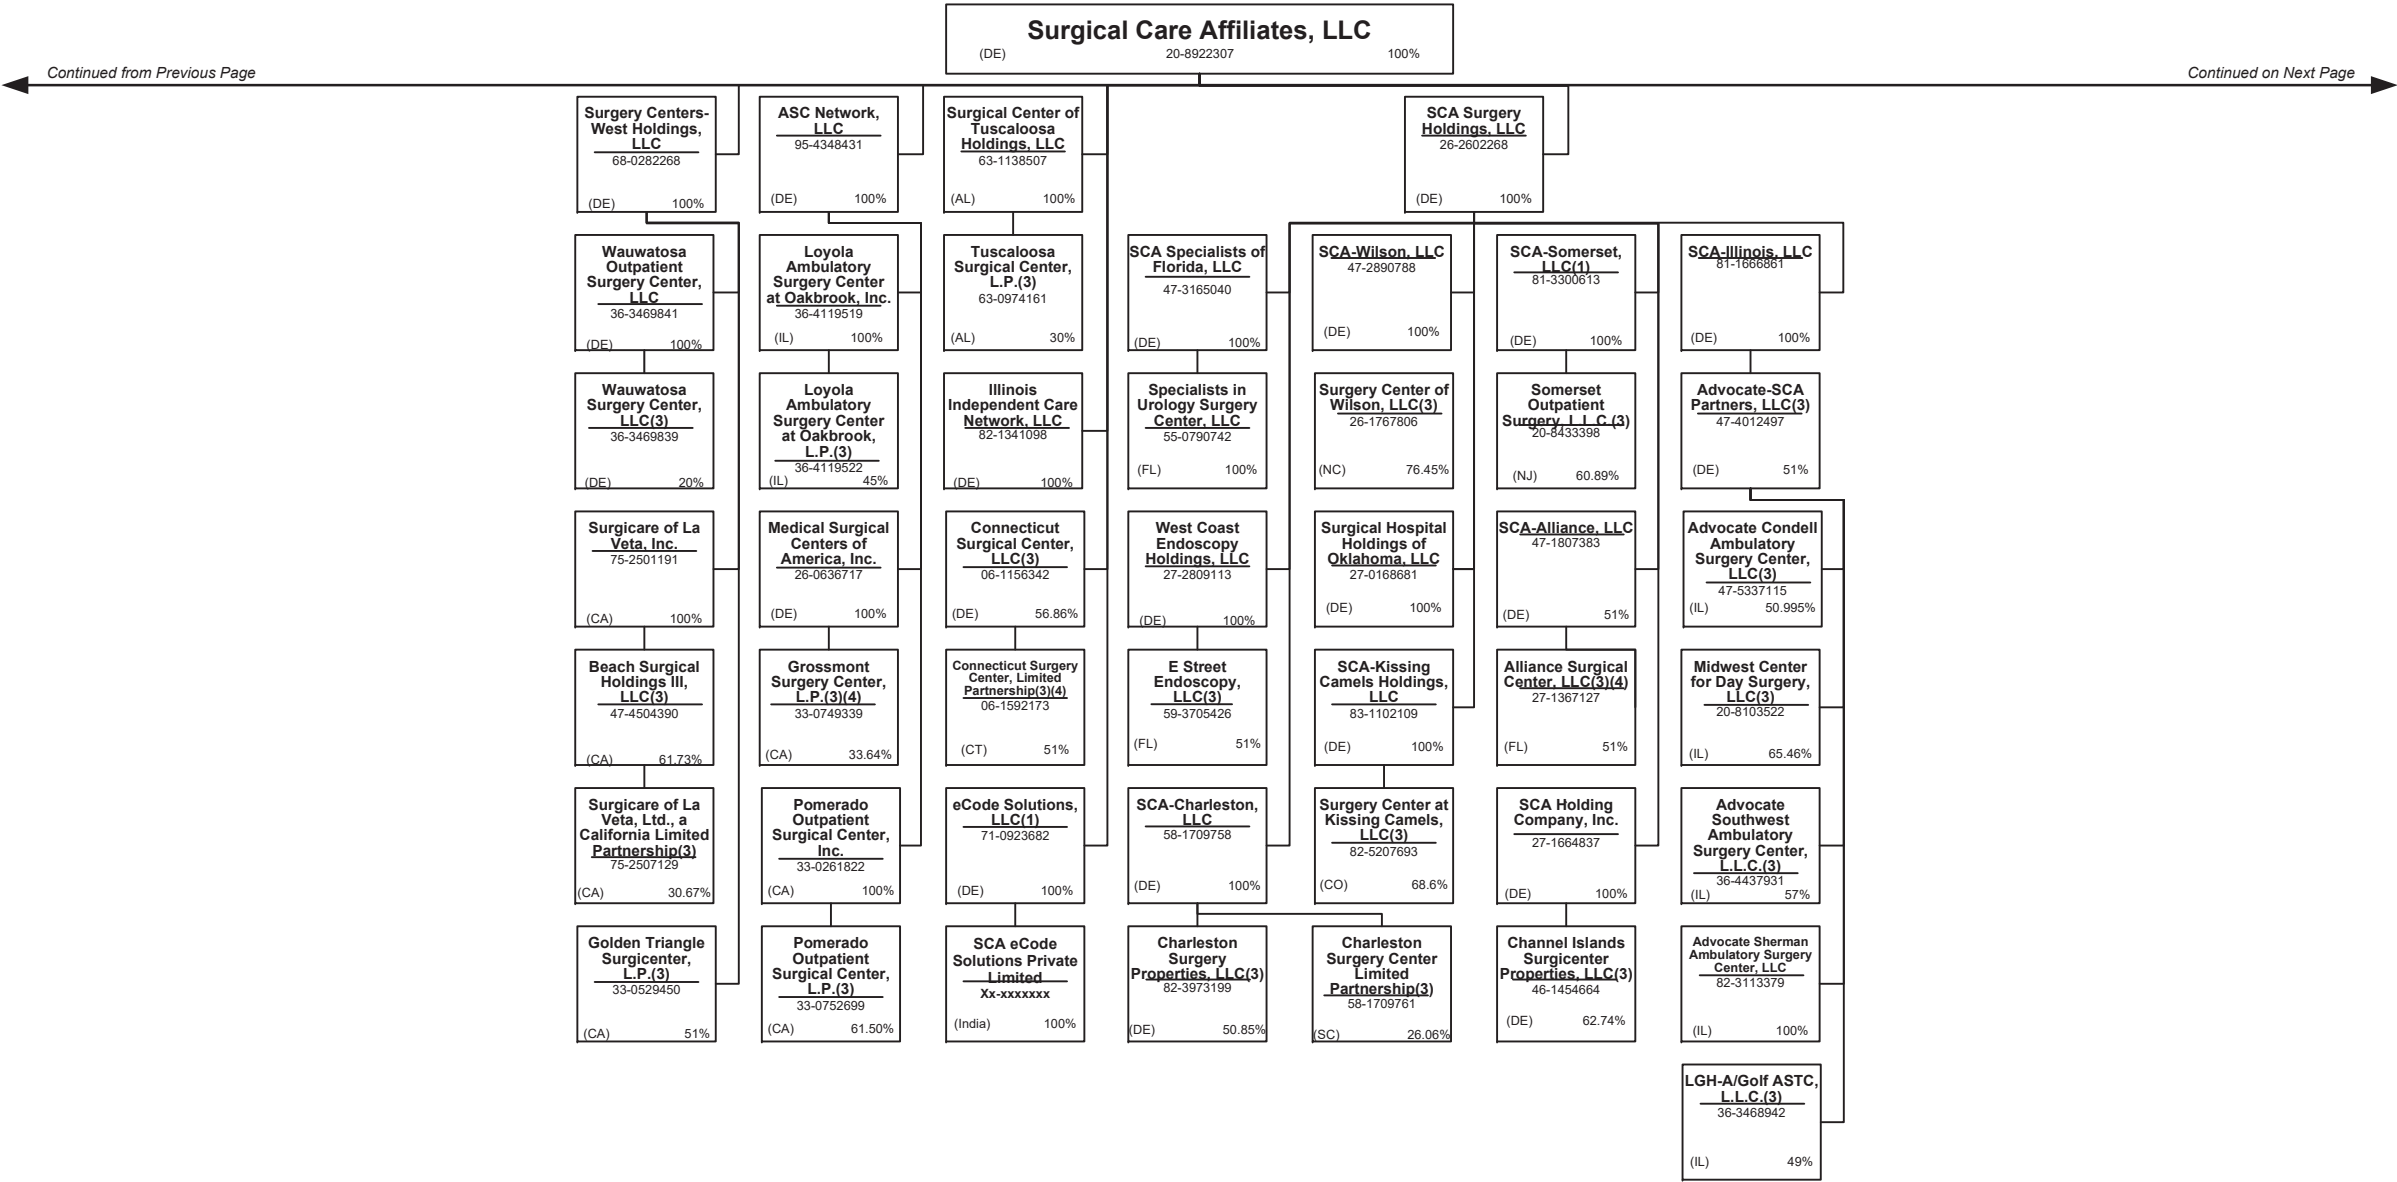 Surgical Care Affiliates, LLC
(DE) 20-8922307 100%
Continued from Previous Page
Continued on Next Page
Surgery Centers-
West Holdings,
LLC
68-0282268
(DE) 100%
ASC Network,
LLC
95-4348431
(DE) 100%
Surgical Center of
Tuscaloosa
Holdings, LLC
63-1138507
(AL) 100%
SCA Surgery
Holdings, LLC
26-2602268
(DE) 100%
Wauwatosa
Outpatient
Surgery Center,
LLC
36-3469841
(DE) 100%
Loyola
Ambulatory
Surgery Center
at Oakbrook, Inc.
36-4119519
(IL) 100%
Tuscaloosa
Surgical Center,
L.P.(3)
63-0974161
(AL) 30%
SCA Specialists of
Florida, LLC
47-3165040
(DE) 100%
SCA-Wilson, LLC
47-2890788
(DE) 100%
SCA-Somerset,
LLC(1)
81-3300613
(DE) 100%
SCA-Illinois, LLC
81-1666861
(DE) 100%
Wauwatosa
Surgery Center,
LLC(3)
36-3469839
(DE) 20%
Loyola
Ambulatory
Surgery Center
at Oakbrook,
L.P.(3)
36-4119522
(IL) 45%
Illinois
Independent Care
Network, LLC
82-1341098
(DE) 100%
Specialists in
Urology Surgery
Center, LLC
55-0790742
(FL) 100%
Surgery Center of
Wilson, LLC(3)
26-1767806
(NC) 76.45%
Somerset
Outpatient
Surgery, L.L.C.(3)
20-8433398
(NJ) 60.89%
Advocate-SCA
Partners, LLC(3)
47-4012497
(DE) 51%
Surgicare of La
Veta, Inc.
75-2501191
(CA) 100%
Medical Surgical
Centers of
America, Inc.
26-0636717
(DE) 100%
Connecticut
Surgical Center,
LLC(3)
06-1156342
(DE) 56.86%
West Coast
Endoscopy
Holdings, LLC
27-2809113
(DE) 100%
Surgical Hospital
Holdings of
Oklahoma, LLC
27-0168681
(DE) 100%
SCA-Alliance, LLC
47-1807383
(DE) 51%
Advocate Condell
Ambulatory
Surgery Center,
LLC(3)
47-5337115
(IL) 50.995%
Beach Surgical
Holdings III,
LLC(3)
47-4504390
(CA) 61.73%
Grossmont
Surgery Center,
L.P.(3)(4)
33-0749339
(CA) 33.64%
Connecticut Surgery
Center, Limited
Partnership(3)(4)
06-1592173
(CT) 51%
E Street
Endoscopy,
LLC(3)
59-3705426
(FL) 51%
SCA-Kissing
Camels Holdings,
LLC
83-1102109
(DE) 100%
Alliance Surgical
Center, LLC(3)(4)
27-1367127
(FL) 51%
Midwest Center
for Day Surgery,
LLC(3)
20-8103522
(IL) 65.46%
Surgicare of La
Veta, Ltd., a
California Limited
Partnership(3)
75-2507129
(CA) 30.67%
Pomerado
Outpatient
Surgical Center,
Inc.
33-0261822
(CA) 100%
eCode Solutions,
LLC(1)
71-0923682
(DE) 100%
SCA-Charleston,
LLC
58-1709758
(DE) 100%
Surgery Center at
Kissing Camels,
LLC(3)
82-5207693
(CO) 68.6%
SCA Holding
Company, Inc.
27-1664837
(DE) 100%
Advocate
Southwest
Ambulatory
Surgery Center,
L.L.C.(3)
36-4437931
(IL) 57%
Golden Triangle
Surgicenter,
L.P.(3)
33-0529450
(CA) 51%
Pomerado
Outpatient
Surgical Center,
L.P.(3)
33-0752699
(CA) 61.50%
SCA eCode
Solutions Private
Limited
Xx-xxxxxxx
(India) 100%
Charleston
Surgery
Properties, LLC(3)
82-3973199
(DE) 50.85%
Charleston
Surgery Center
Limited
Partnership(3)
58-1709761
(SC) 26.06%
Channel Islands
Surgicenter
Properties, LLC(3)
46-1454664
(DE) 62.74%
Advocate Sherman
Ambulatory Surgery
Center, LLC
82-3113379
(IL) 100%
LGH-A/Golf ASTC,
L.L.C.(3)
36-3468942
(IL) 49%